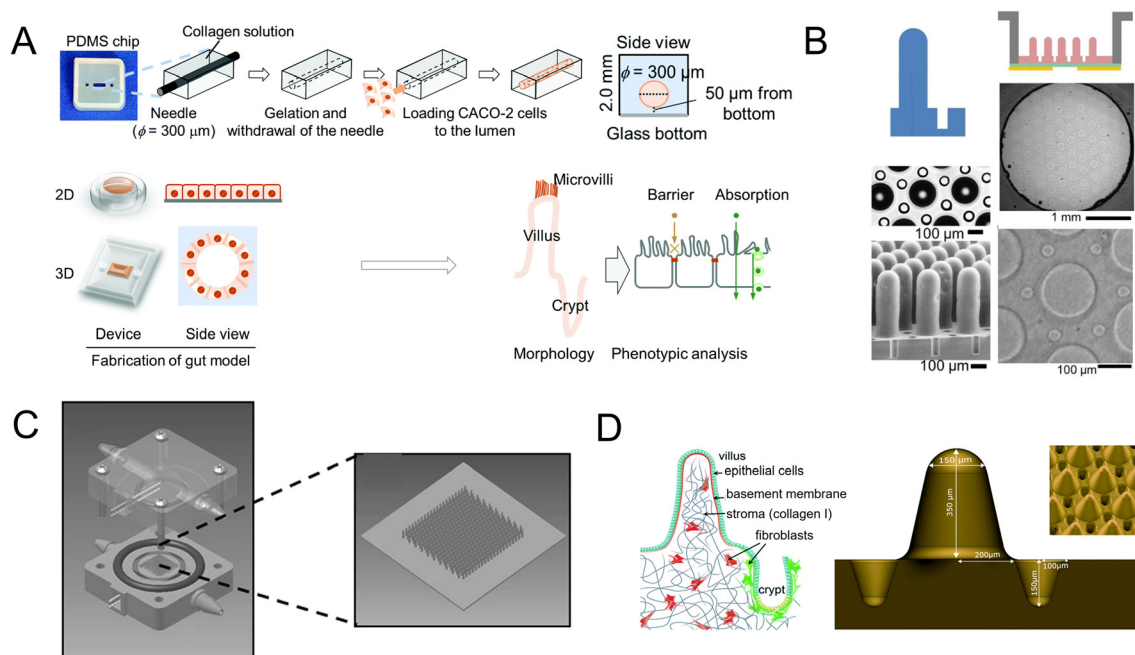 A
PDMS chip
Collagen solution
Needle
(ϕ = 300 μm)
Gelation and
withdrawal of the needle
Loading CACO-2 cells
to the lumen
Side view
ϕ = 300 μm
2.0 mm
50 μm from
bottom
Glass bottom
2D
3D
Device
Side view
Fabrication of gut model
Microvilli
Villus
Crypt
Morphology
Barrier
Absorption
Phenotypic analysis
B
100 μm
100 μm
1 mm
100 μm
C
D
villus
epithelial cells
basement membrane
stroma (collagen I)
fibroblasts
crypt
150 μm
350 μm
200μm
100μm
150μm